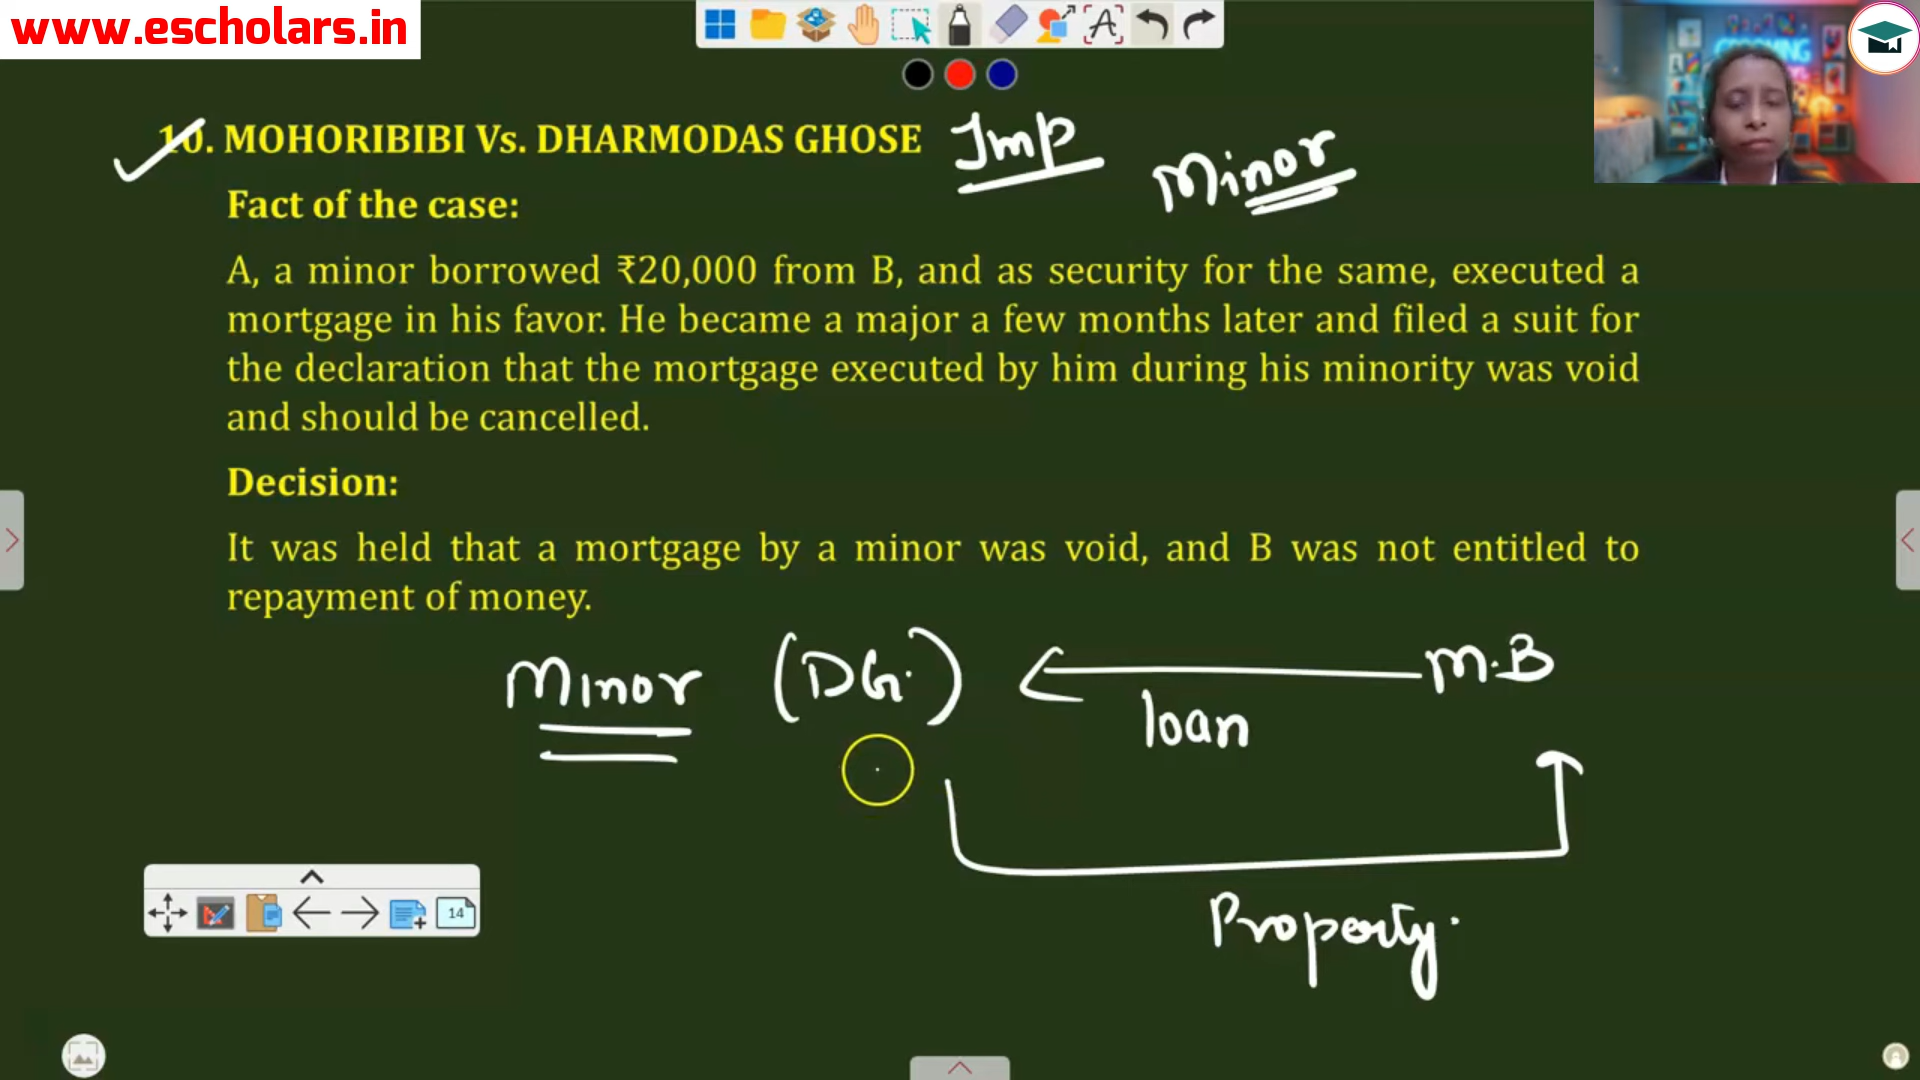 www.escholars.in
10. MOHORIBIBI Vs. DHARMODAS GHOSE
Imp
Minor
Fact of the case:
A, a minor borrowed ₹20,000 from B, and as security for the same, executed a
mortgage in his favor. He became a major a few months later and filed a suit for
the declaration that the mortgage executed by him during his minority was void
and should be cancelled.
Decision:
It was held that a mortgage by a minor was void, and B was not entitled to
repayment of money.
Minor (DG.) M.B
loan
Property.
14